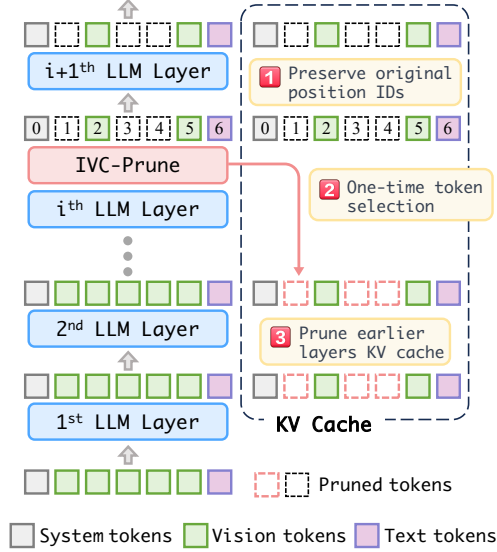 i+1th LLM Layer
1 Preserve original
position IDs
0 1 2 3 4 5 6
0 1 2 3 4 5 6
IVC-Prune
2 One-time token
selection
ith LLM Layer
2nd LLM Layer
3 Prune earlier
layers KV cache
1st LLM Layer
KV Cache
Pruned tokens
System tokens
Vision tokens
Text tokens